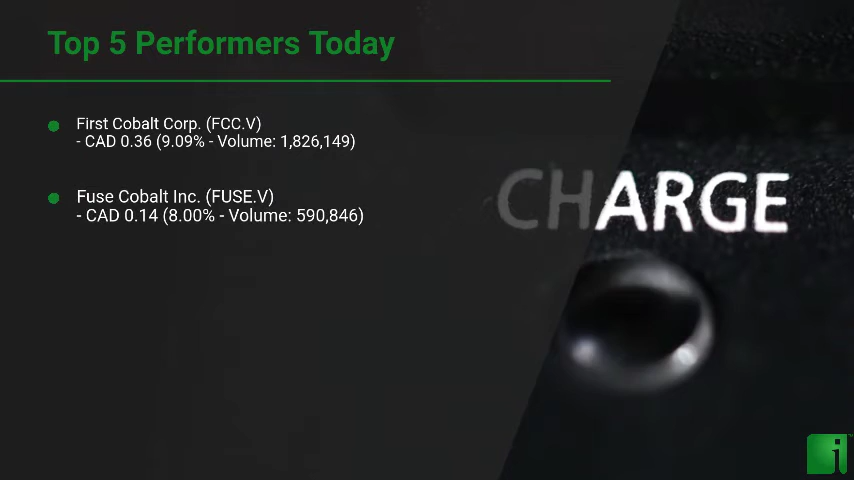 Top 5 Performers Today
First Cobalt Corp. (FCC.V)
- CAD 0.36 (9.09% - Volume: 1,826,149)
Fuse Cobalt Inc. (FUSE.V)
- CAD 0.14 (8.00% - Volume: 590,846)
CHARGE
i